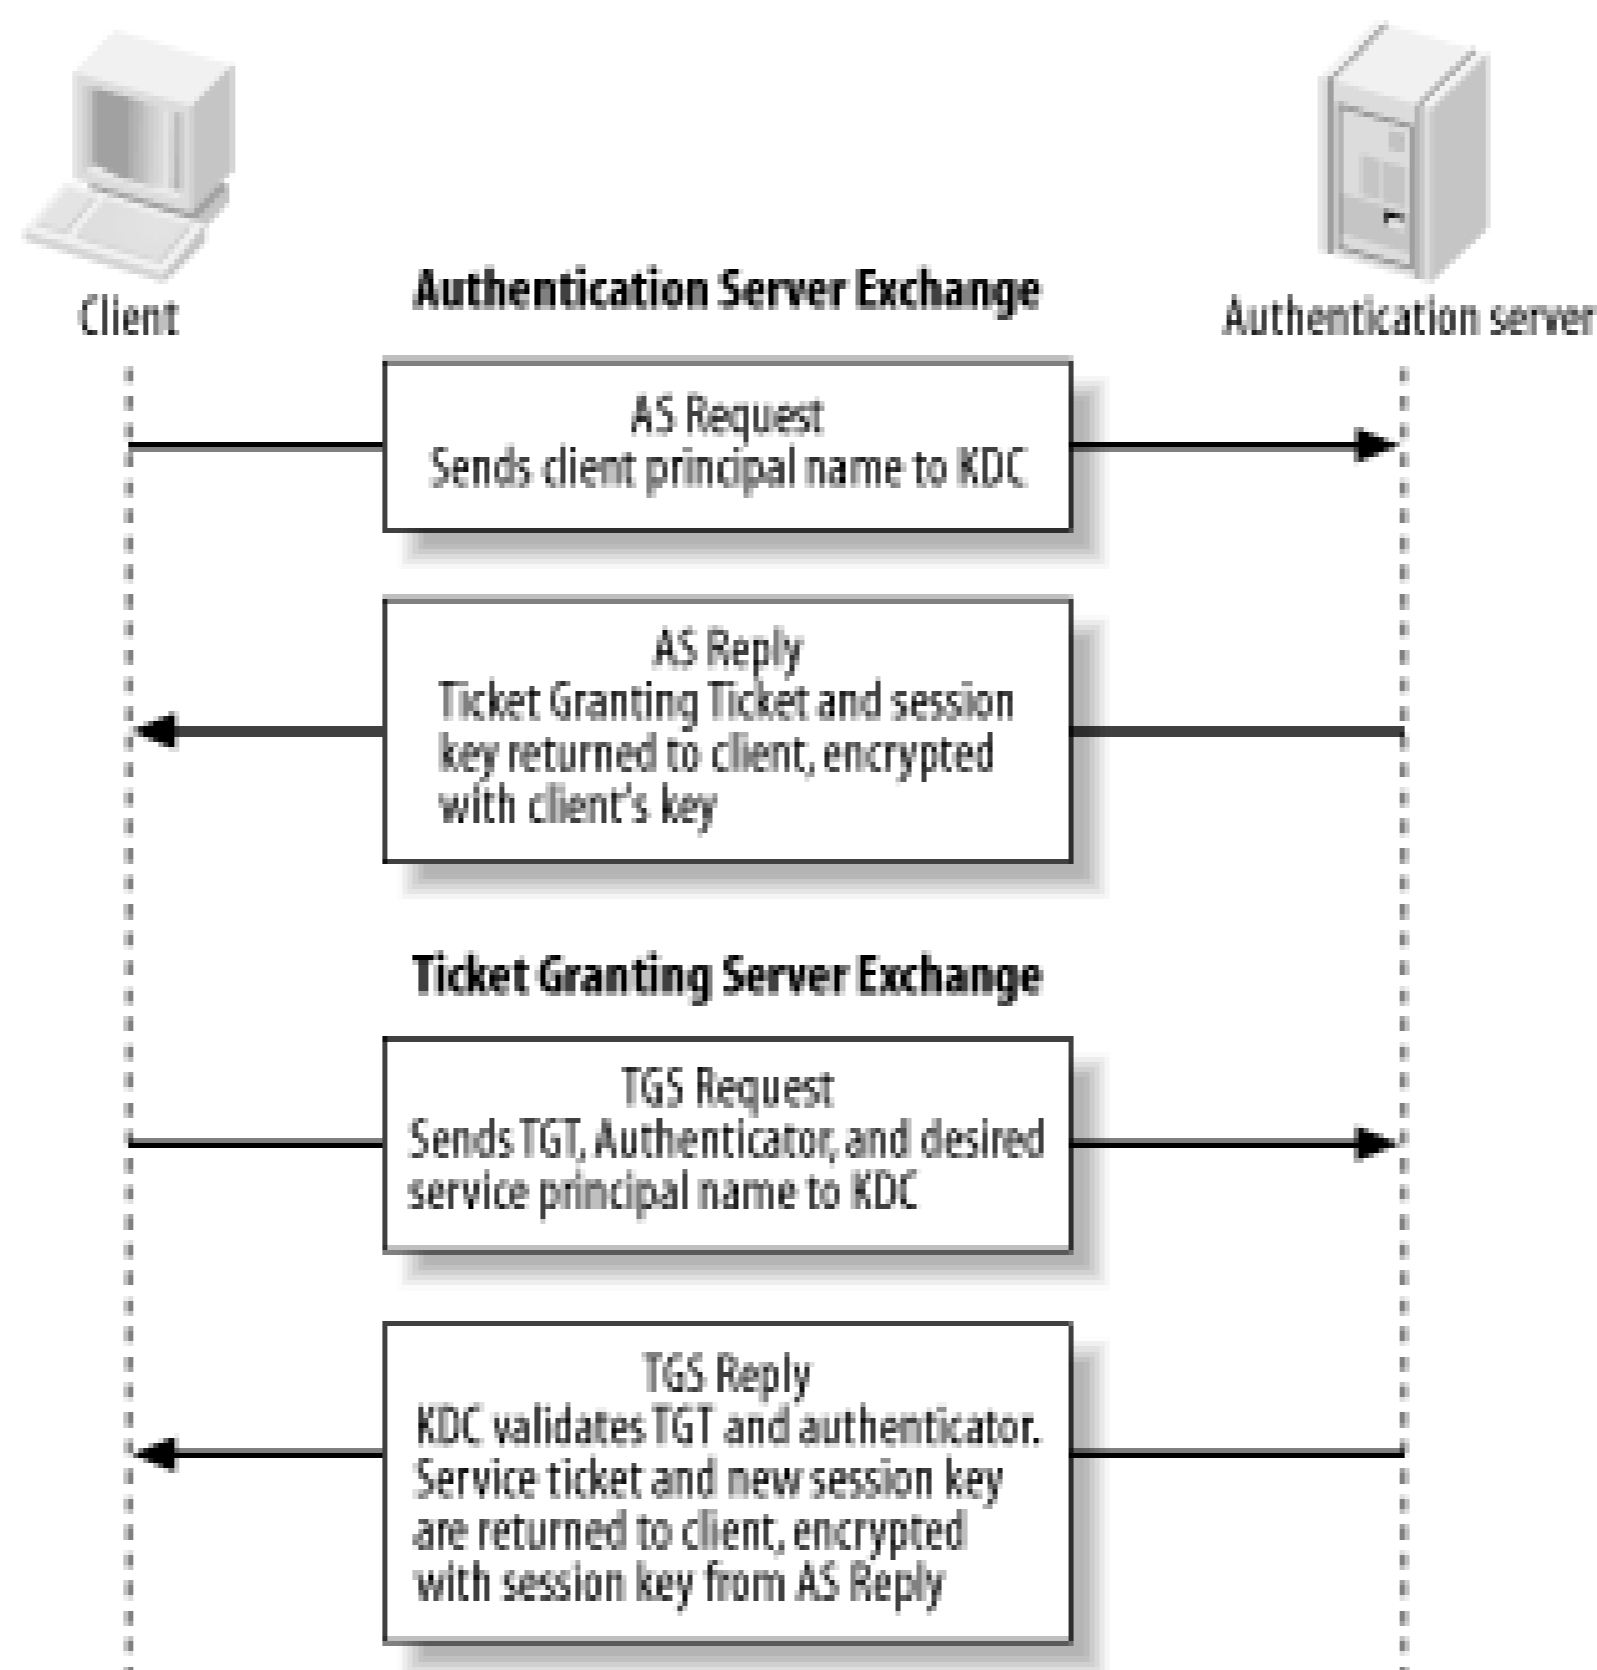 Client
Authentication server
Authentication Server Exchange
AS Request
Sends client principal name to KDC
AS Reply
Ticket Granting Ticket and session
key returned to client, encrypted
with client's key
Ticket Granting Server Exchange
TGS Request
Sends TGT, Authenticator, and desired
service principal name to KDC
TGS Reply
KDC validates TGT and authenticator.
Service ticket and new session key
are returned to client, encrypted
with session key from AS Reply